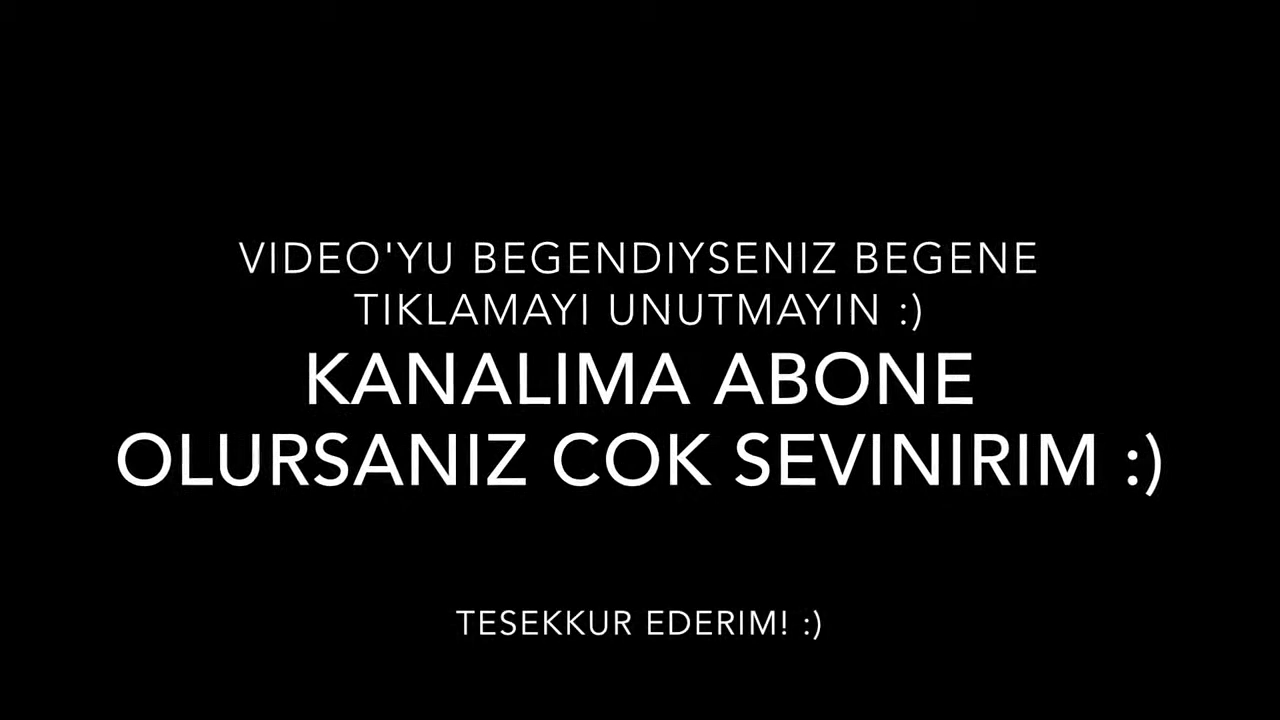 VIDEO'YU BEGENDIYSENIZ BEGENE
TIKLAMAYI UNUTMAYIN :)
KANALIMA ABONE
OLURSANIZ COK SEVINIRIM :)
TESEKKUR EDERIM! :)